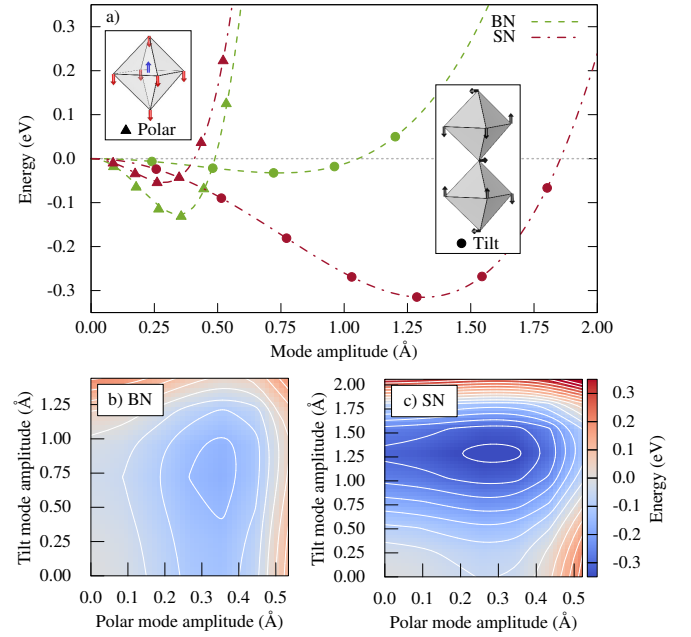 a)
BN
SN
Polar
Tilt
Energy (eV)
0.3
0.2
0.1
0.0
-0.1
-0.2
-0.3
0.00 0.25 0.50 0.75 1.00 1.25 1.50 1.75 2.00
Mode amplitude (Å)
b) BN
Tilt mode amplitude (Å)
1.25
1.00
0.75
0.50
0.25
0.00
0.0 0.1 0.2 0.3 0.4 0.5
Polar mode amplitude (Å)
c) SN
Tilt mode amplitude (Å)
2.00
1.75
1.50
1.25
1.00
0.75
0.50
0.25
0.00
0.0 0.1 0.2 0.3 0.4 0.5
Polar mode amplitude (Å)
0.3
0.2
0.1
0.0
-0.1
-0.2
-0.3
Energy (eV)